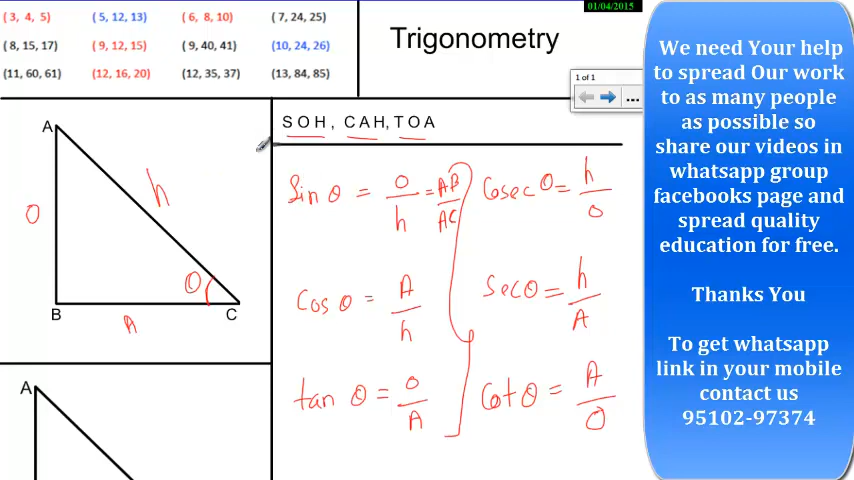 01/04/2015
( 3, 4, 5) ( 5, 12, 13) ( 6, 8, 10) ( 7, 24, 25)
( 8, 15, 17) ( 9, 12, 15) ( 9, 40, 41) (10, 24, 26)
(11, 60, 61) (12, 16, 20) (12, 35, 37) (13, 84, 85)
Trigonometry
1 of 1
...
SOH , CAH, TOA
A
O
h
θ
B
A
C
A
sin θ = o/h = AB/AC
cosec θ = h/o
cos θ = A/h
sec θ = h/A
tan θ = o/A
cot θ = A/O
We need Your help
to spread Our work
to as many people
as possible so
share our videos in
whatsapp group
facebooks page and
spread quality
education for free.
Thanks You
To get whatsapp
link in your mobile
contact us
95102-97374